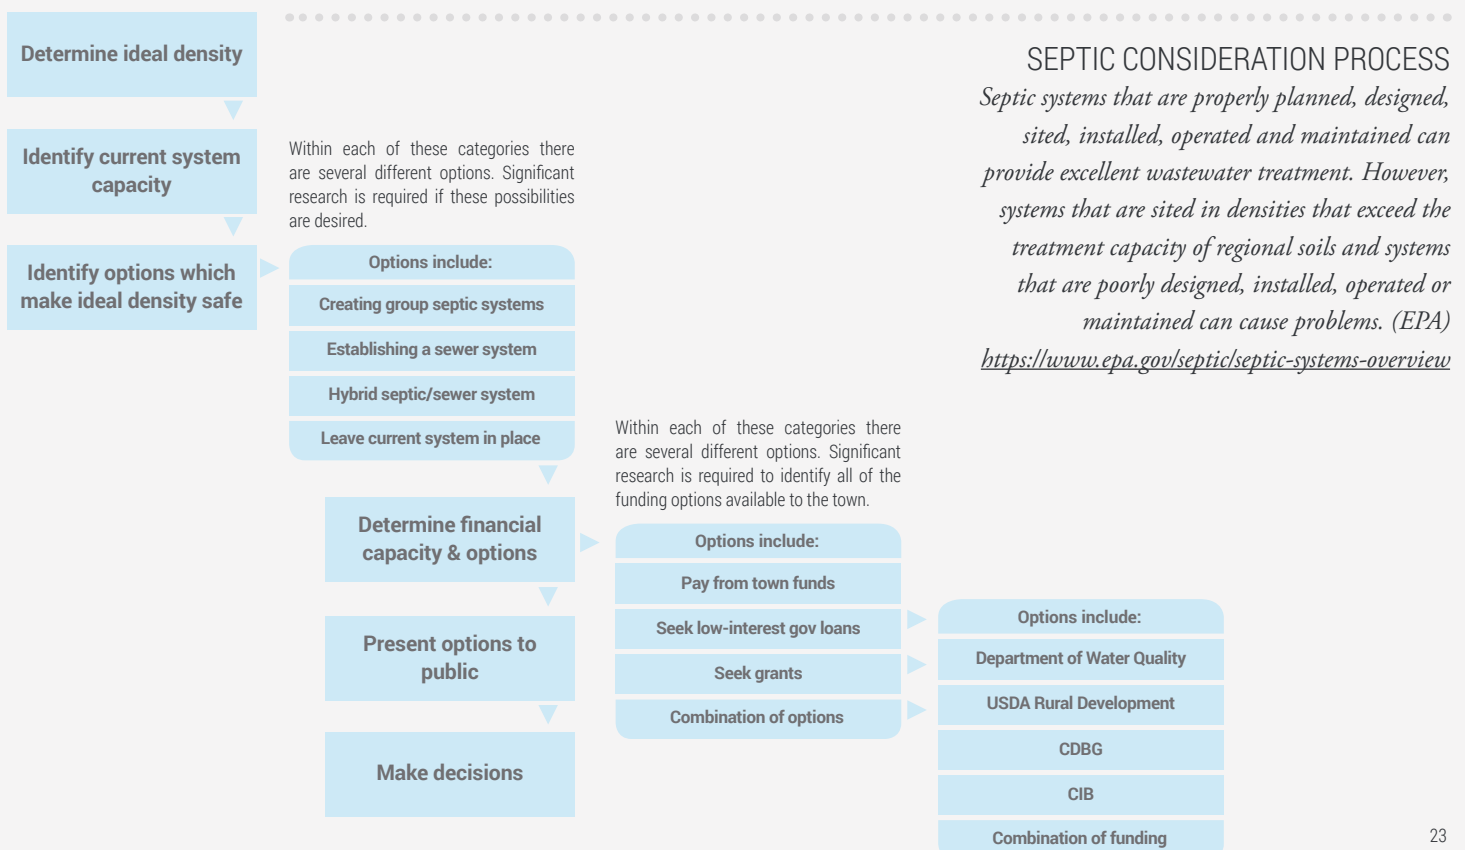 Determine ideal density
Identify current system
capacity
Identify options which
make ideal density safe
SEPTIC CONSIDERATION PROCESS
Septic systems that are properly planned, designed,
sited, installed, operated and maintained can
provide excellent wastewater treatment. However,
systems that are sited in densities that exceed the
treatment capacity of regional soils and systems
that are poorly designed, installed, operated or
maintained can cause problems. (EPA)
https://www.epa.gov/septic/septic-systems-overview
Within each of these categories there
are several different options. Significant
research is required if these possibilities
are desired.
Options include:
Creating group septic systems
Establishing a sewer system
Hybrid septic/sewer system
Leave current system in place
Determine financial
capacity & options
Present options to
public
Make decisions
Within each of these categories there
are several different options. Significant
research is required to identify all of the
funding options available to the town.
Options include:
Pay from town funds
Seek low-interest gov loans
Seek grants
Combination of options
Options include:
Department of Water Quality
USDA Rural Development
CDBG
CIB
Combination of funding
23